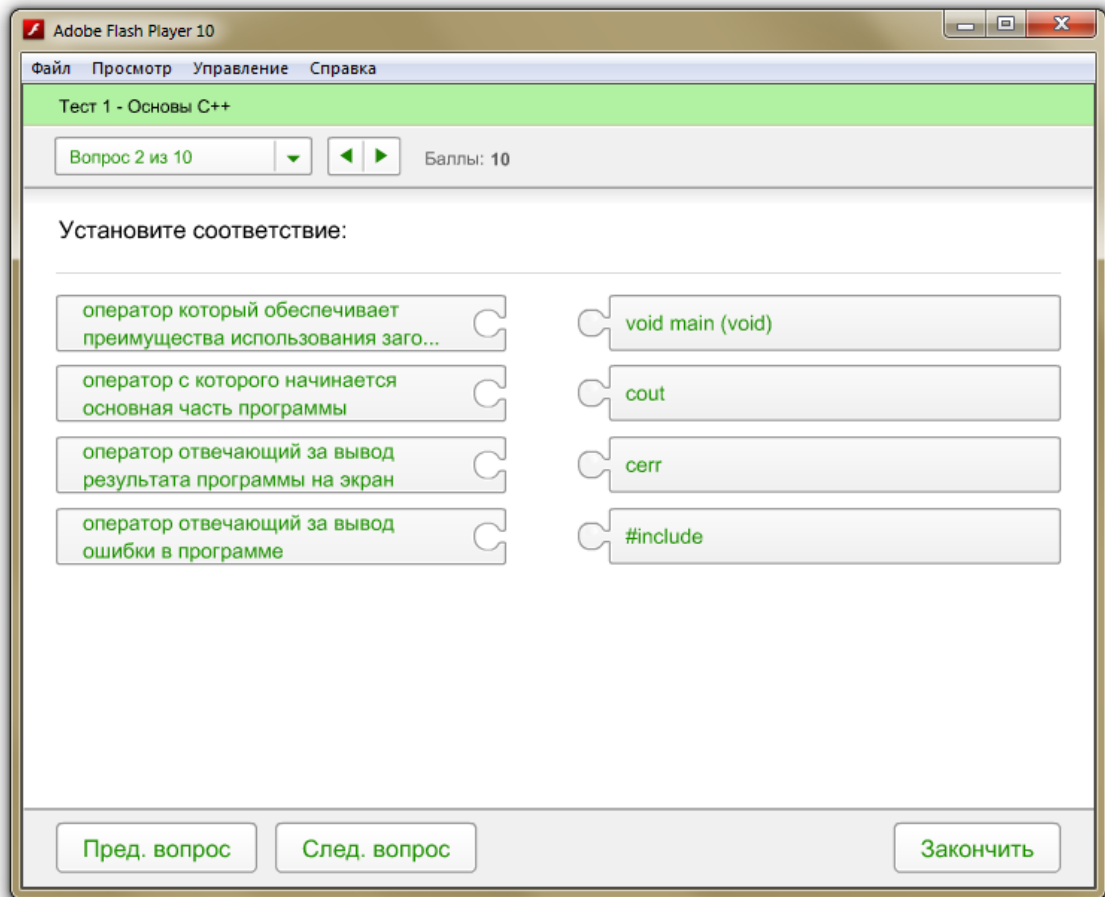 Adobe Flash Player 10
Файл Просмотр Управление Справка
Тест 1 - Основы C++
Вопрос 2 из 10
Баллы: 10
Установите соответствие:
оператор который обеспечивает
преимущества использования заго...
void main (void)
оператор с которого начинается
основная часть программы
cout
оператор отвечающий за вывод
результата программы на экран
cerr
оператор отвечающий за вывод
ошибки в программе
#include
Пред. вопрос
След. вопрос
Закончить